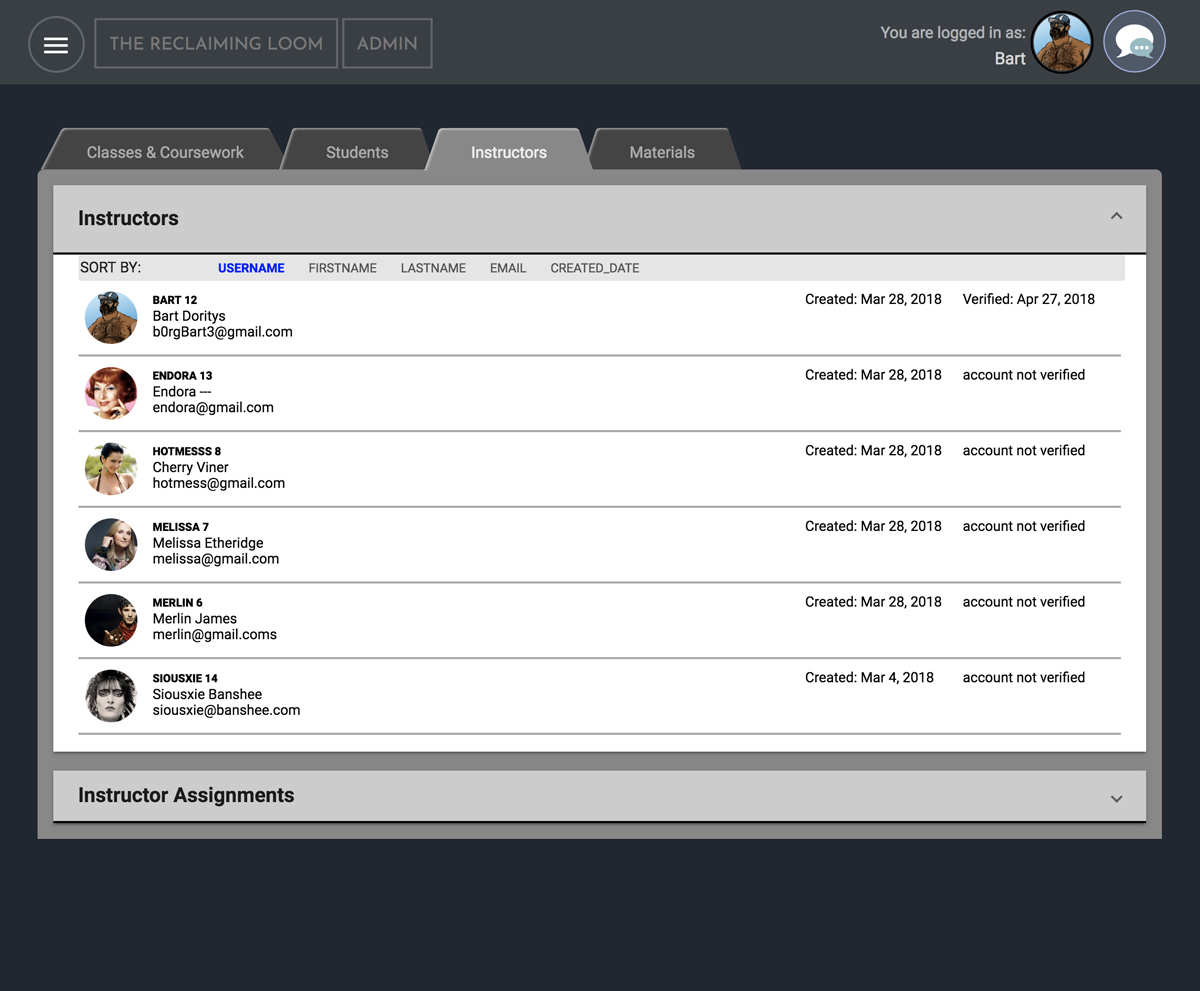 THE RECLAIMING LOOM ADMIN
You are logged in as:
Bart
Classes & Coursework Students Instructors Materials
Instructors
SORT BY: USERNAME FIRSTNAME LASTNAME EMAIL CREATED_DATE
BART 12 Created: Mar 28, 2018 Verified: Apr 27, 2018
Bart Doritys
b0rgBart3@gmail.com
ENDORA 13 Created: Mar 28, 2018 account not verified
Endora ---
endora@gmail.com
HOTMESSS 8 Created: Mar 28, 2018 account not verified
Cherry Viner
hotmess@gmail.com
MELISSA 7 Created: Mar 28, 2018 account not verified
Melissa Etheridge
melissa@gmail.com
MERLIN 6 Created: Mar 28, 2018 account not verified
Merlin James
merlin@gmail.coms
SIOUSXIE 14 Created: Mar 4, 2018 account not verified
Siousxie Banshee
siousxie@banshee.com
Instructor Assignments